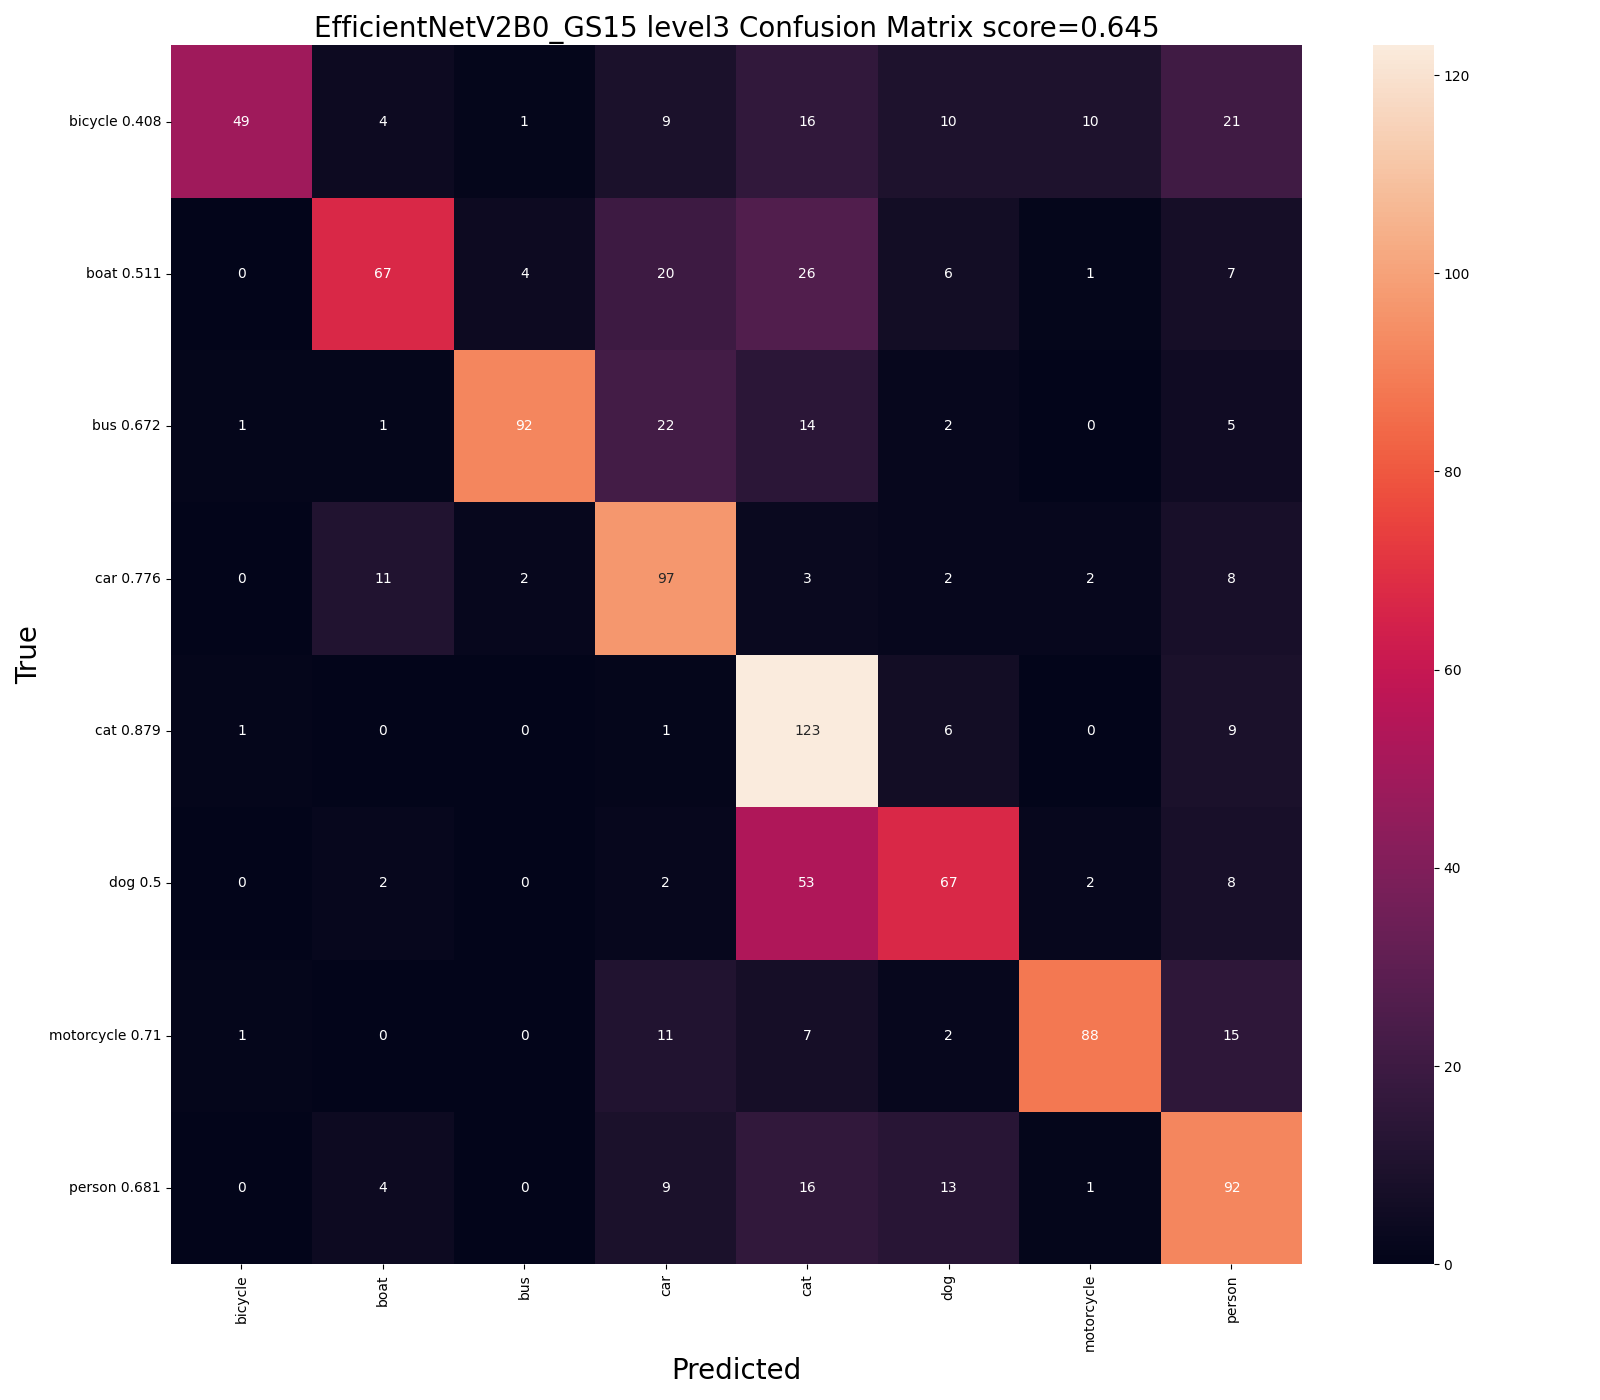 EfficientNetV2B0_GS15 level3 Confusion Matrix score=0.645
bicycle 0.408 49 4 1 9 16 10 10 21
boat 0.511 0 67 4 20 26 6 1 7
bus 0.672 1 1 92 22 14 2 0 5
car 0.776 0 11 2 97 3 2 2 8
cat 0.879 1 0 0 1 123 6 0 9
dog 0.5 0 2 0 2 53 67 2 8
motorcycle 0.71 1 0 0 11 7 2 88 15
person 0.681 0 4 0 9 16 13 1 92
bicycle boat bus car cat dog motorcycle person
Predicted
True
120
100
80
60
40
20
0